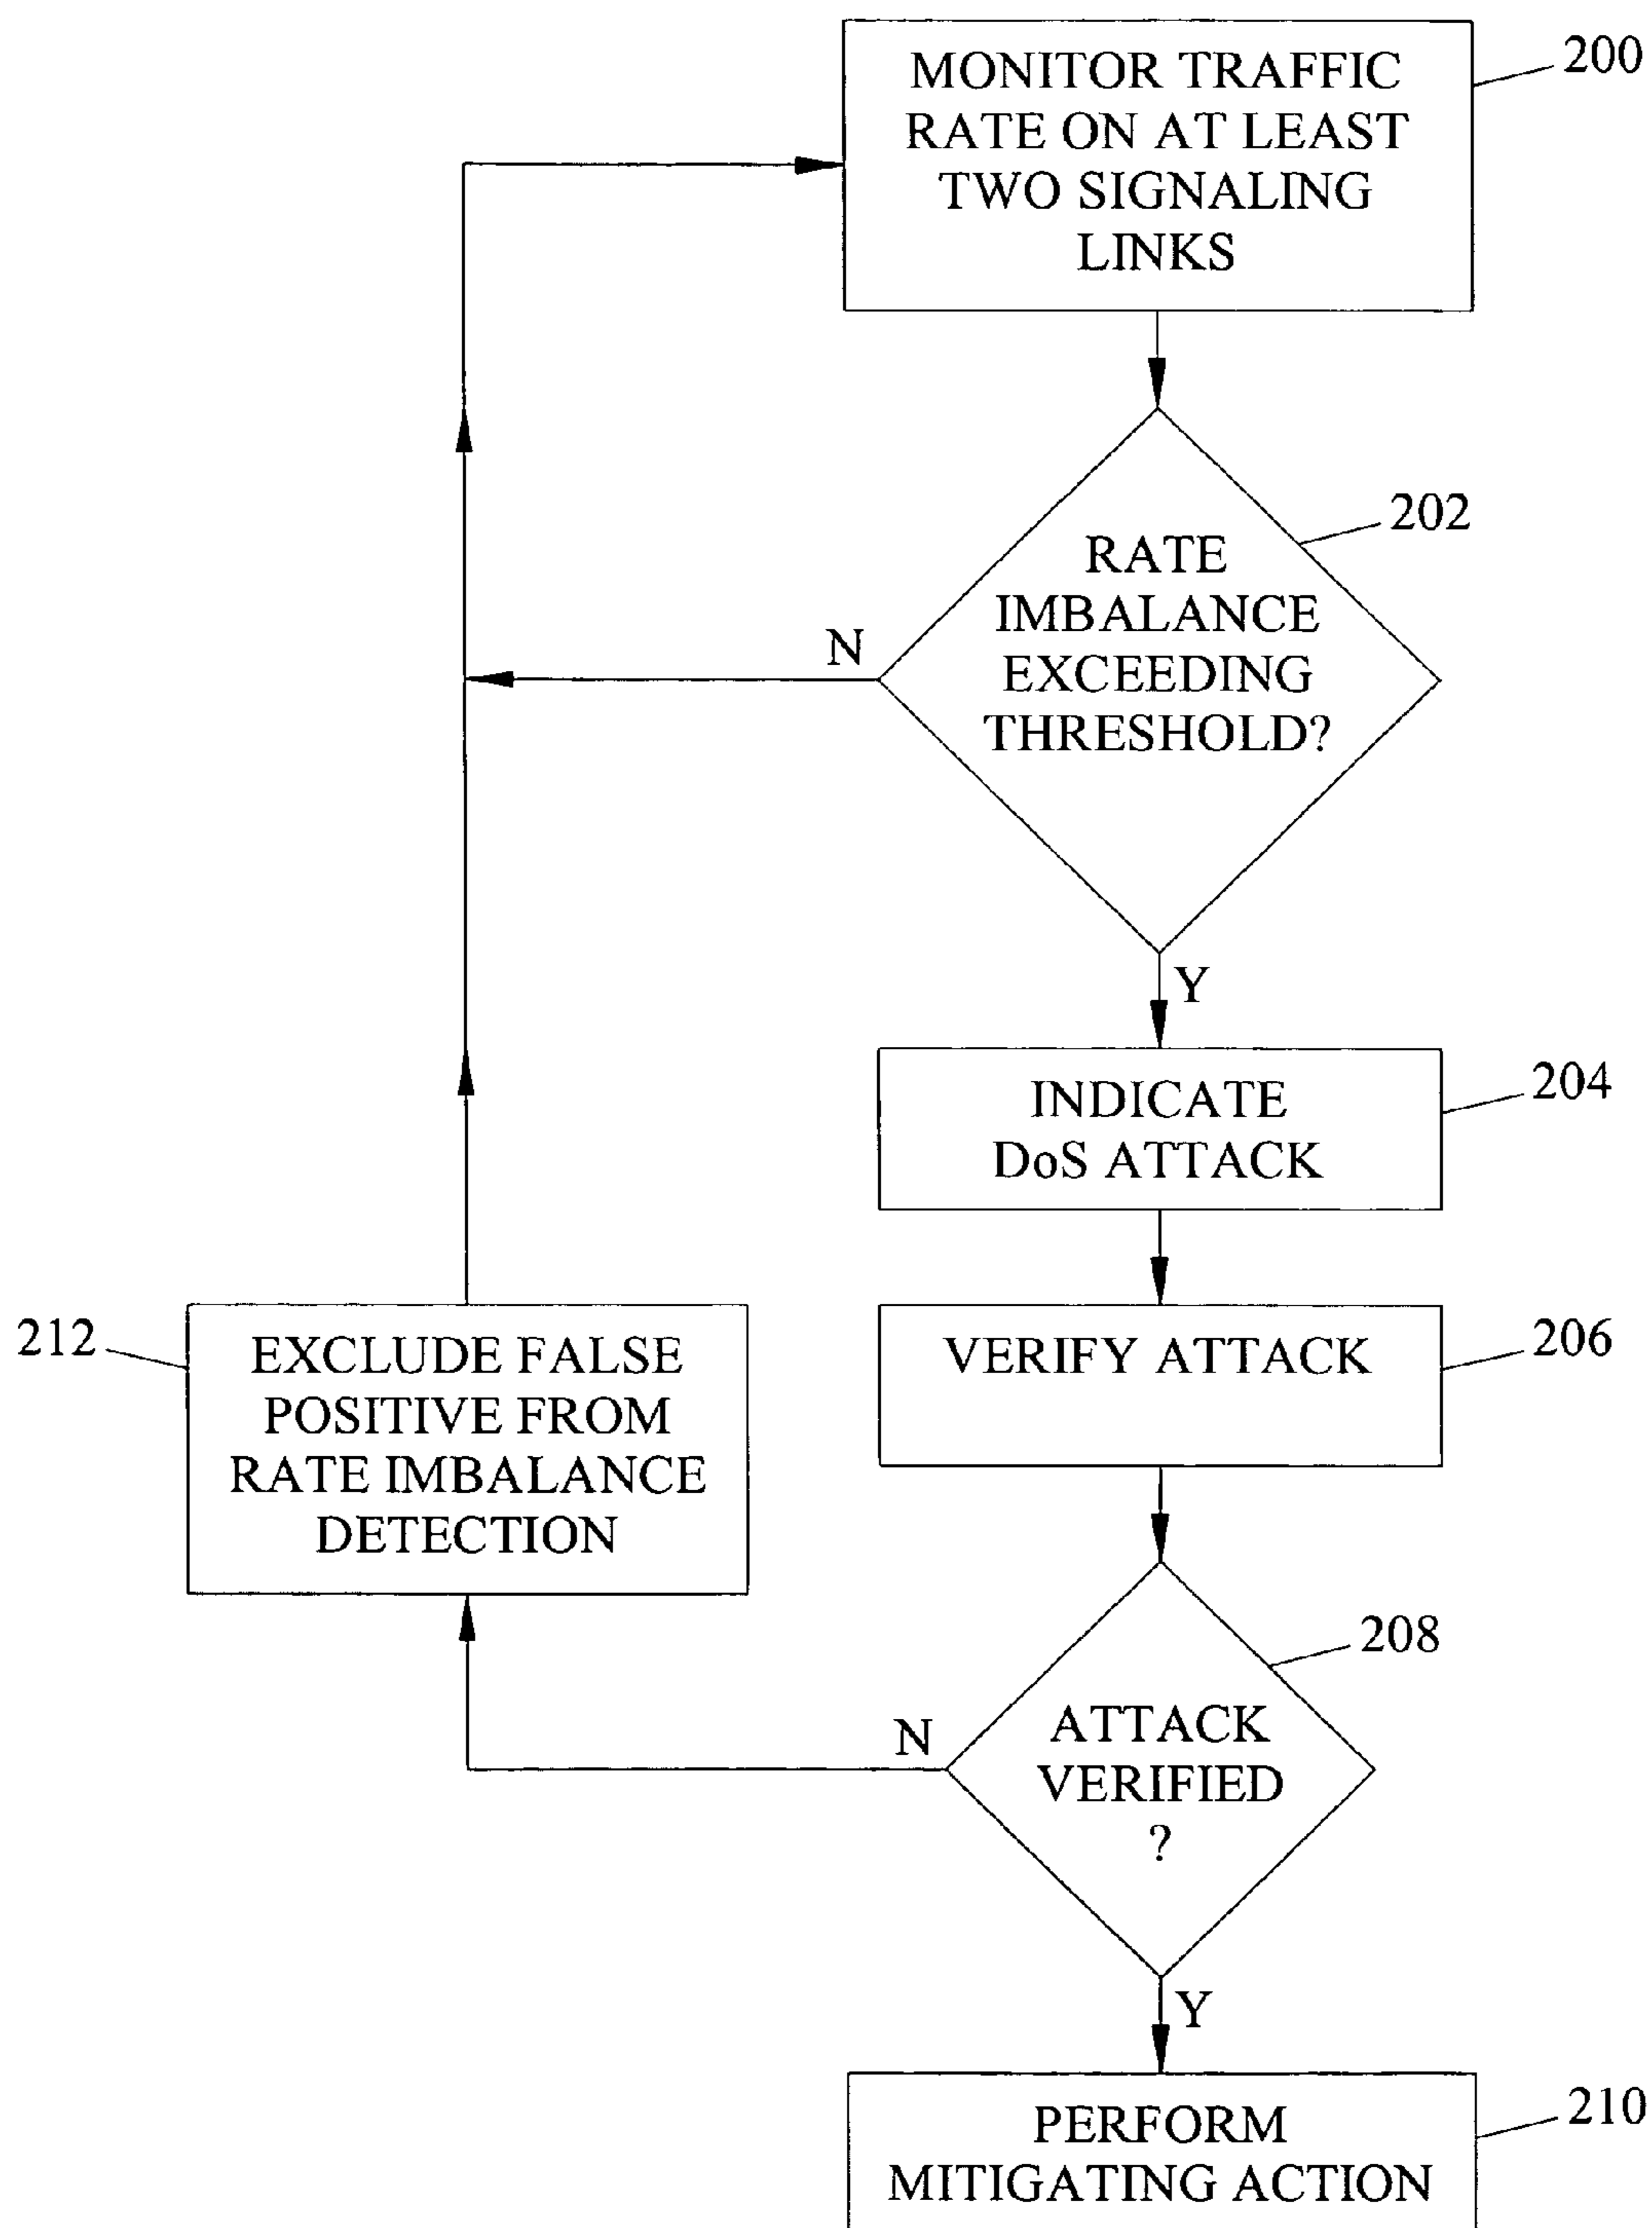 MONITOR TRAFFIC
RATE ON AT LEAST
TWO SIGNALING
LINKS
200
RATE
IMBALANCE
EXCEEDING
THRESHOLD?
202
N
Y
INDICATE
DoS ATTACK
204
VERIFY ATTACK
206
212
EXCLUDE FALSE
POSITIVE FROM
RATE IMBALANCE
DETECTION
ATTACK
VERIFIED
?
208
N
Y
PERFORM
MITIGATING ACTION
210